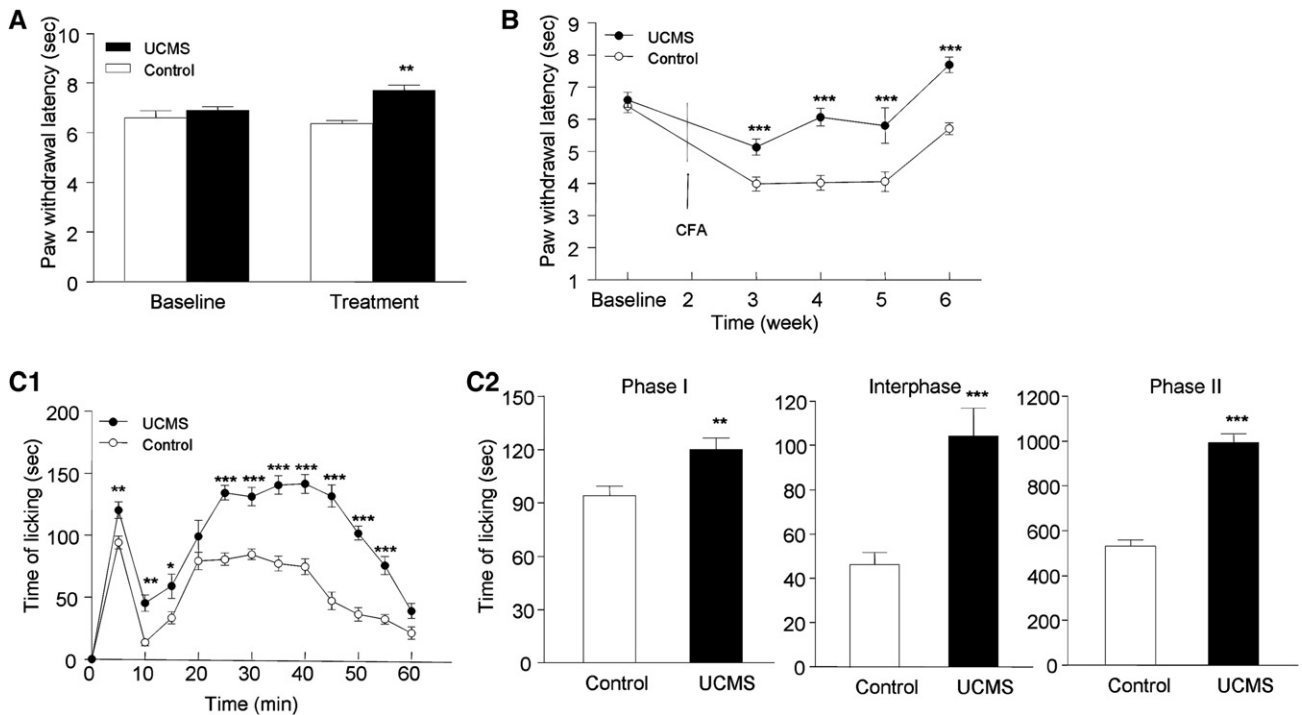 A
Paw withdrawal latency (sec)
10
8
6
4
2
0
UCMS
Control
**
Baseline
Treatment
B
Paw withdrawal latency (sec)
9
8
7
6
5
4
3
2
1
UCMS
Control
***
***
***
***
CFA
Baseline 2 3 4 5 6
Time (week)
C1
Time of licking (sec)
200
150
100
50
0
UCMS
Control
**
**
*
***
***
***
***
***
***
***
0 10 20 30 40 50 60
Time (min)
C2
Time of licking (sec)
Phase I
150
120
90
60
30
0
**
Control UCMS
Interphase
120
100
80
60
40
20
0
***
Control UCMS
Phase II
1200
1000
800
600
400
200
0
***
Control UCMS